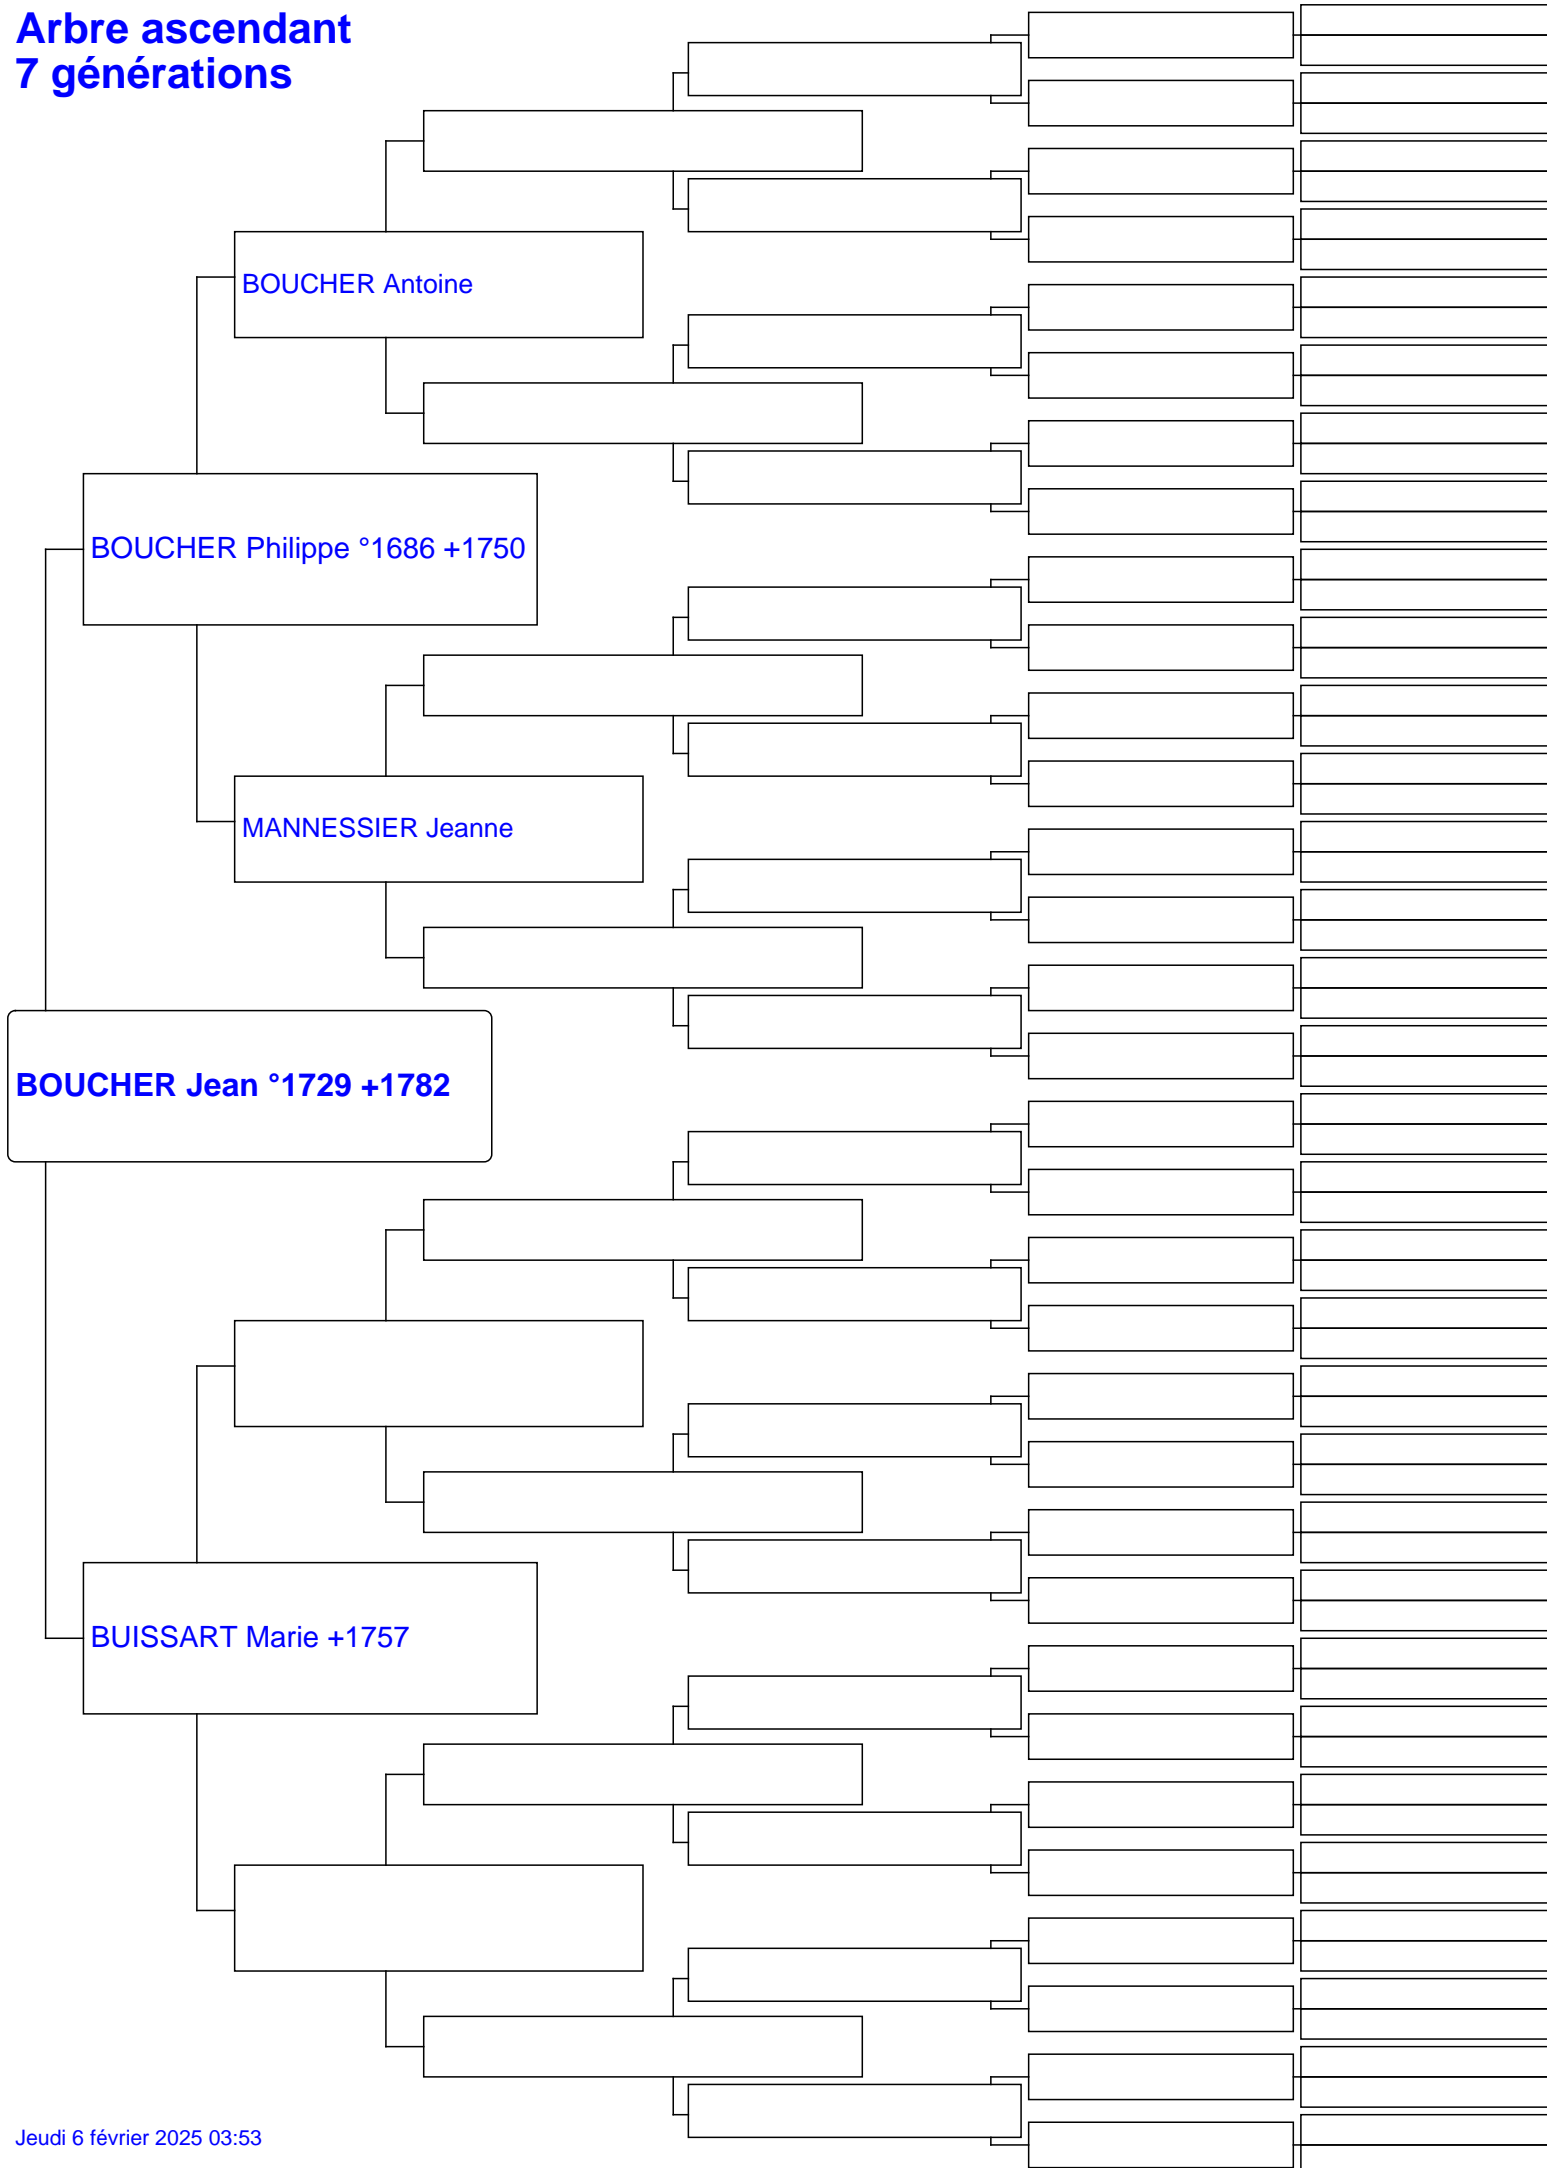 Arbre ascendant
7 générations
BOUCHER Antoine
BOUCHER Philippe °1686 +1750
MANNESSIER Jeanne
BOUCHER Jean °1729 +1782
BUISSART Marie +1757
Jeudi 6 février 2025 03:53